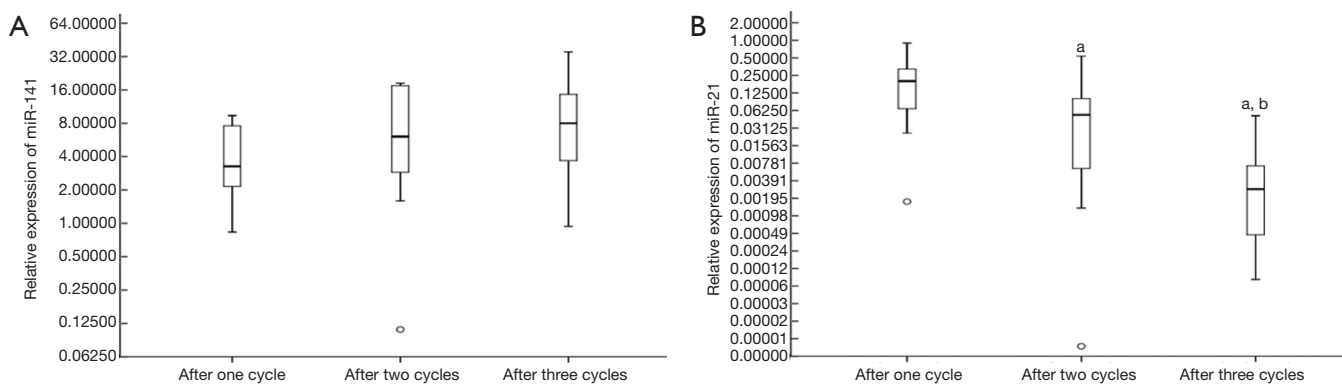 A
Relative expression of miR-141
64.00000
32.00000
16.00000
8.00000
4.00000
2.00000
1.00000
0.50000
0.25000
0.12500
0.06250
After one cycle
After two cycles
After three cycles
B
Relative expression of miR-21
2.00000
1.00000
0.50000
0.25000
0.12500
0.06250
0.03125
0.01563
0.00781
0.00391
0.00195
0.00098
0.00049
0.00024
0.00012
0.00006
0.00003
0.00002
0.00001
0.00000
a
a, b
After one cycle
After two cycles
After three cycles